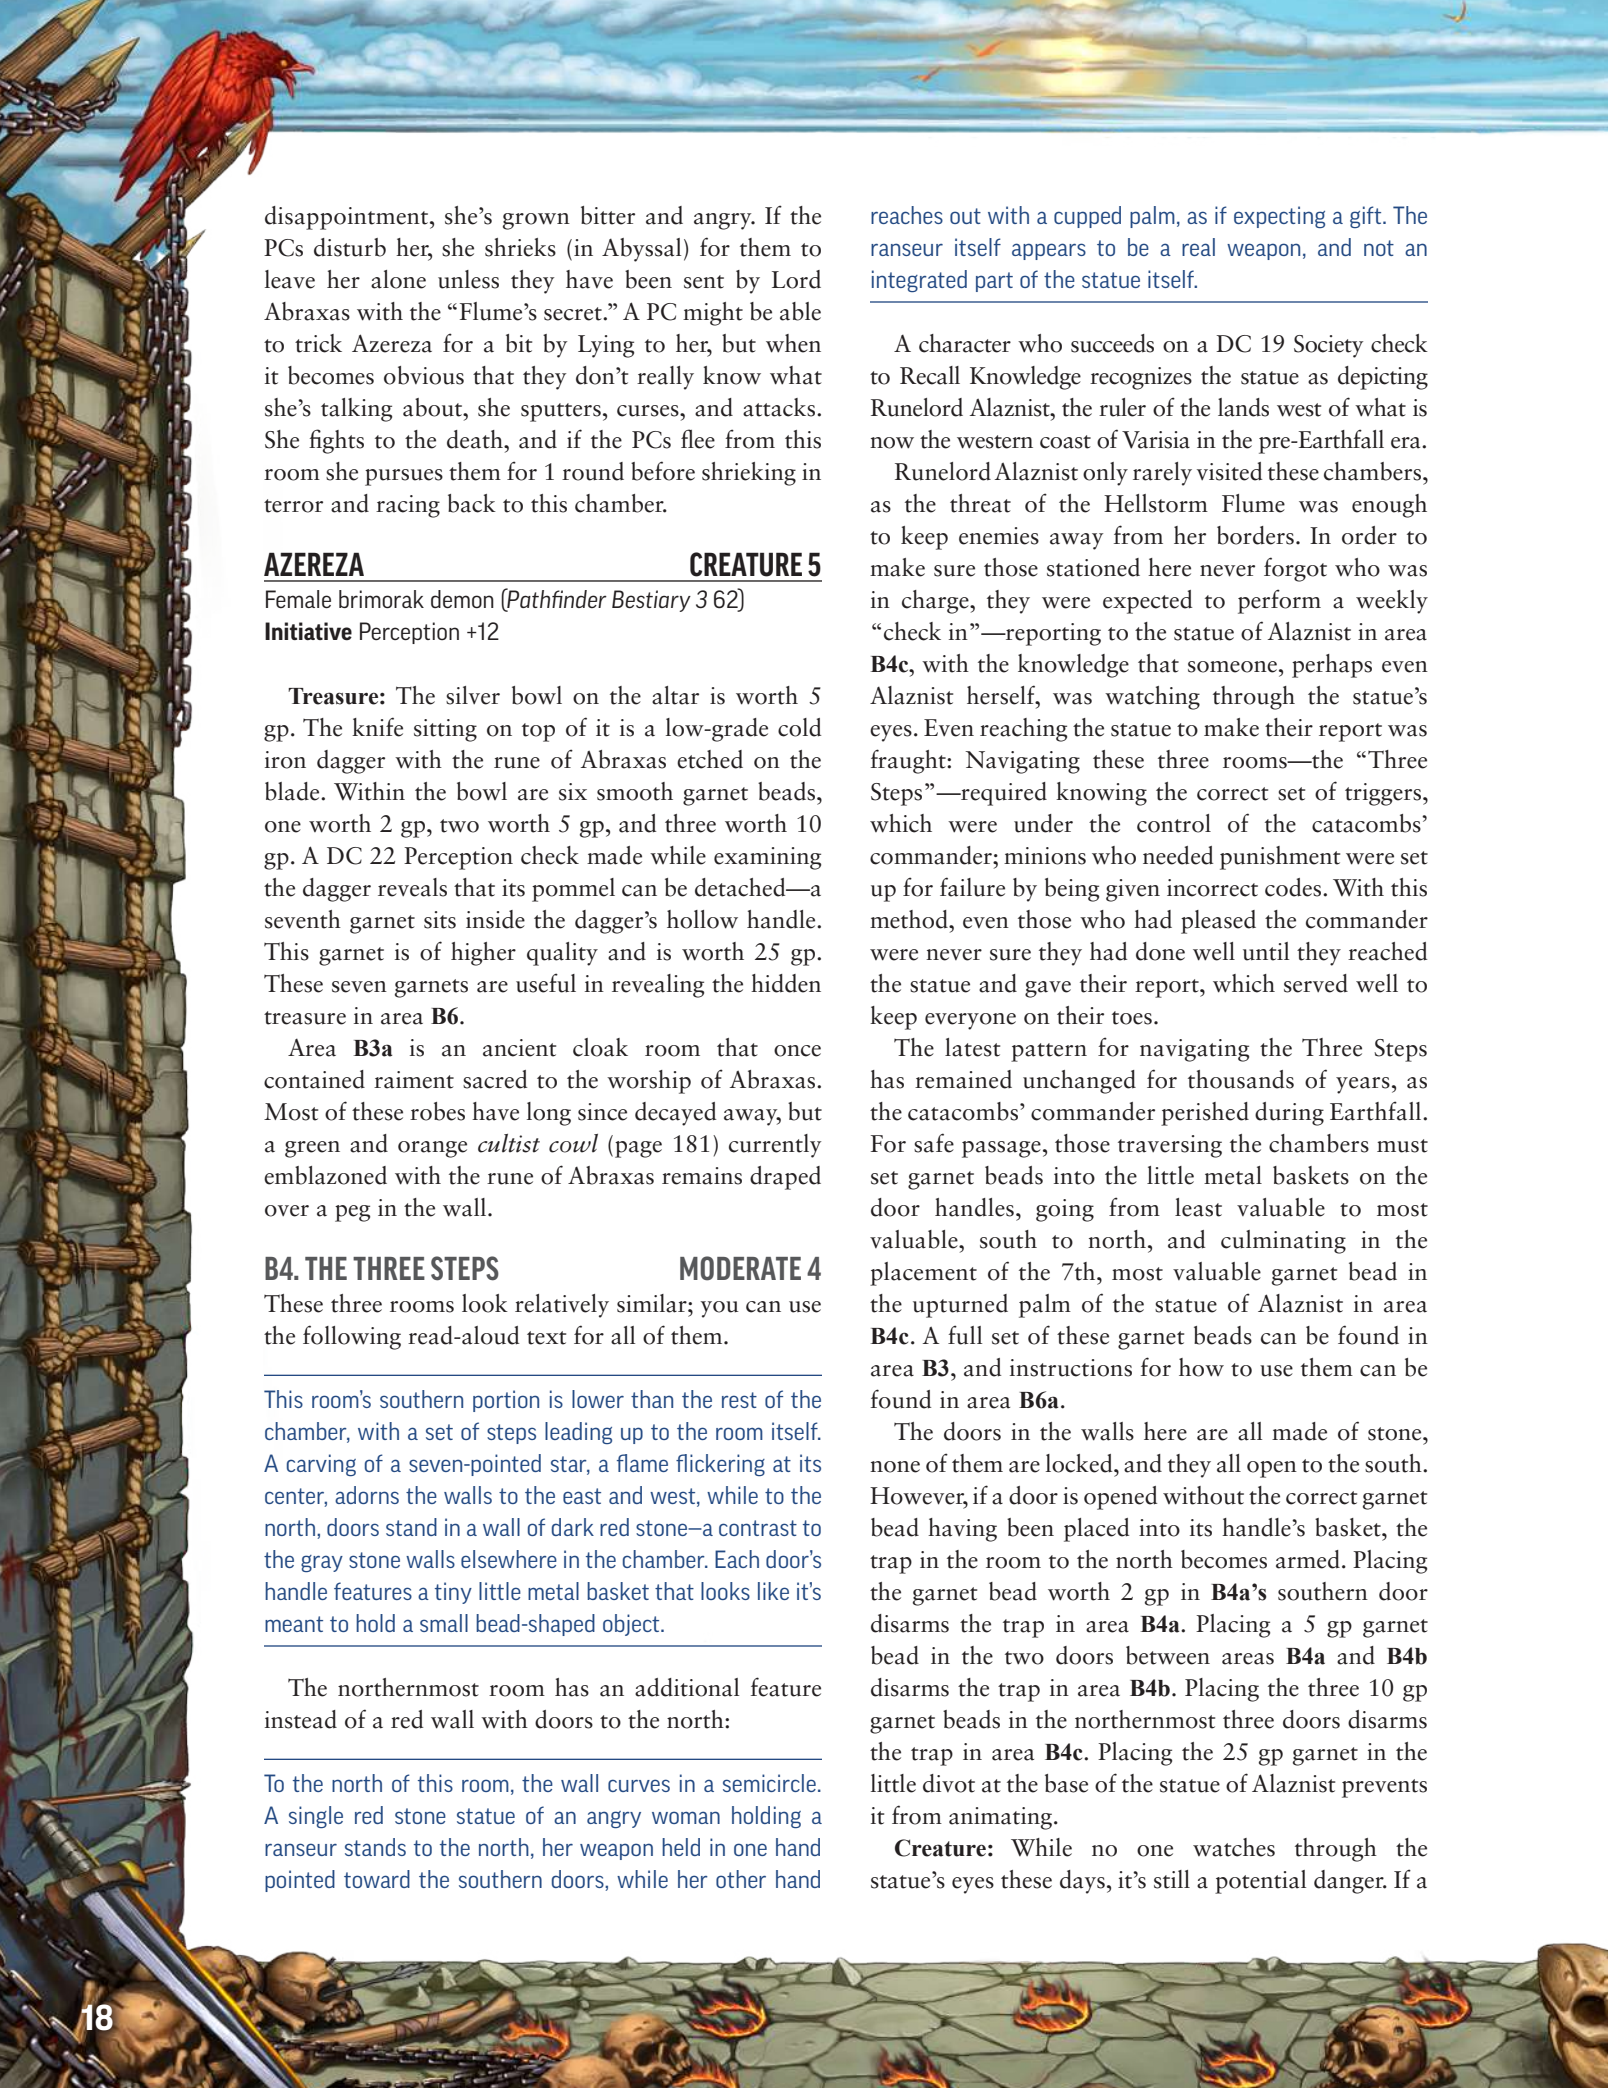 disappointment, she's grown bitter and angry. If the
PCs disturb her, she shrieks (in Abyssal) for them to
leave her alone unless they have been sent by Lord
Abraxas with the “Flume's secret.” A PC might be able
to trick Azereza for a bit by Lying to her, but when
it becomes obvious that they don't really know what
she's talking about, she sputters, curses, and attacks.
She fights to the death, and if the PCs flee from this
room she pursues them for 1 round before shrieking in
terror and racing back to this chamber.
AZEREZA CREATURE 5
Female brimorak demon (Pathfinder Bestiary 3 62)
Initiative Perception +12
Treasure: The silver bowl on the altar is worth 5
gp. The knife sitting on top of it is a low-grade cold
iron dagger with the rune of Abraxas etched on the
blade. Within the bowl are six smooth garnet beads,
one worth 2 gp, two worth 5 gp, and three worth 10
gp. A DC 22 Perception check made while examining
the dagger reveals that its pommel can be detached—a
seventh garnet sits inside the dagger's hollow handle.
This garnet is of higher quality and is worth 25 gp.
These seven garnets are useful in revealing the hidden
treasure in area B6.
Area B3a is an ancient cloak room that once
contained raiment sacred to the worship of Abraxas.
Most of these robes have long since decayed away, but
a green and orange cultist cowl (page 181) currently
emblazoned with the rune of Abraxas remains draped
over a peg in the wall.
B4. THE THREE STEPS MODERATE 4
These three rooms look relatively similar; you can use
the following read-aloud text for all of them.
This room's southern portion is lower than the rest of the
chamber, with a set of steps leading up to the room itself.
A carving of a seven-pointed star, a flame flickering at its
center, adorns the walls to the east and west, while to the
north, doors stand in a wall of dark red stone—a contrast to
the gray stone walls elsewhere in the chamber. Each door's
handle features a tiny little metal basket that looks like it's
meant to hold a small bead-shaped object.
The northernmost room has an additional feature
instead of a red wall with doors to the north:
To the north of this room, the wall curves in a semicircle.
A single red stone statue of an angry woman holding a
ranseur stands to the north, her weapon held in one hand
pointed toward the southern doors, while her other hand
reaches out with a cupped palm, as if expecting a gift. The
ranseur itself appears to be a real weapon, and not an
integrated part of the statue itself.
A character who succeeds on a DC 19 Society check
to Recall Knowledge recognizes the statue as depicting
Runelord Alaznist, the ruler of the lands west of what is
now the western coast of Varisia in the pre-Earthfall era.
Runelord Alaznist only rarely visited these chambers,
as the threat of the Hellstorm Flume was enough
to keep enemies away from her borders. In order to
make sure those stationed here never forgot who was
in charge, they were expected to perform a weekly
“check in”—reporting to the statue of Alaznist in area
B4c, with the knowledge that someone, perhaps even
Alaznist herself, was watching through the statue's
eyes. Even reaching the statue to make their report was
fraught: Navigating these three rooms—the “Three
Steps”—required knowing the correct set of triggers,
which were under the control of the catacombs'
commander; minions who needed punishment were set
up for failure by being given incorrect codes. With this
method, even those who had pleased the commander
were never sure they had done well until they reached
the statue and gave their report, which served well to
keep everyone on their toes.
The latest pattern for navigating the Three Steps
has remained unchanged for thousands of years, as
the catacombs' commander perished during Earthfall.
For safe passage, those traversing the chambers must
set garnet beads into the little metal baskets on the
door handles, going from least valuable to most
valuable, south to north, and culminating in the
placement of the 7th, most valuable garnet bead in
the upturned palm of the statue of Alaznist in area
B4c. A full set of these garnet beads can be found in
area B3, and instructions for how to use them can be
found in area B6a.
The doors in the walls here are all made of stone,
none of them are locked, and they all open to the south.
However, if a door is opened without the correct garnet
bead having been placed into its handle's basket, the
trap in the room to the north becomes armed. Placing
the garnet bead worth 2 gp in B4a's southern door
disarms the trap in area B4a. Placing a 5 gp garnet
bead in the two doors between areas B4a and B4b
disarms the trap in area B4b. Placing the three 10 gp
garnet beads in the northernmost three doors disarms
the trap in area B4c. Placing the 25 gp garnet in the
little divot at the base of the statue of Alaznist prevents
it from animating.
Creature: While no one watches through the
statue's eyes these days, it's still a potential danger. If a
18